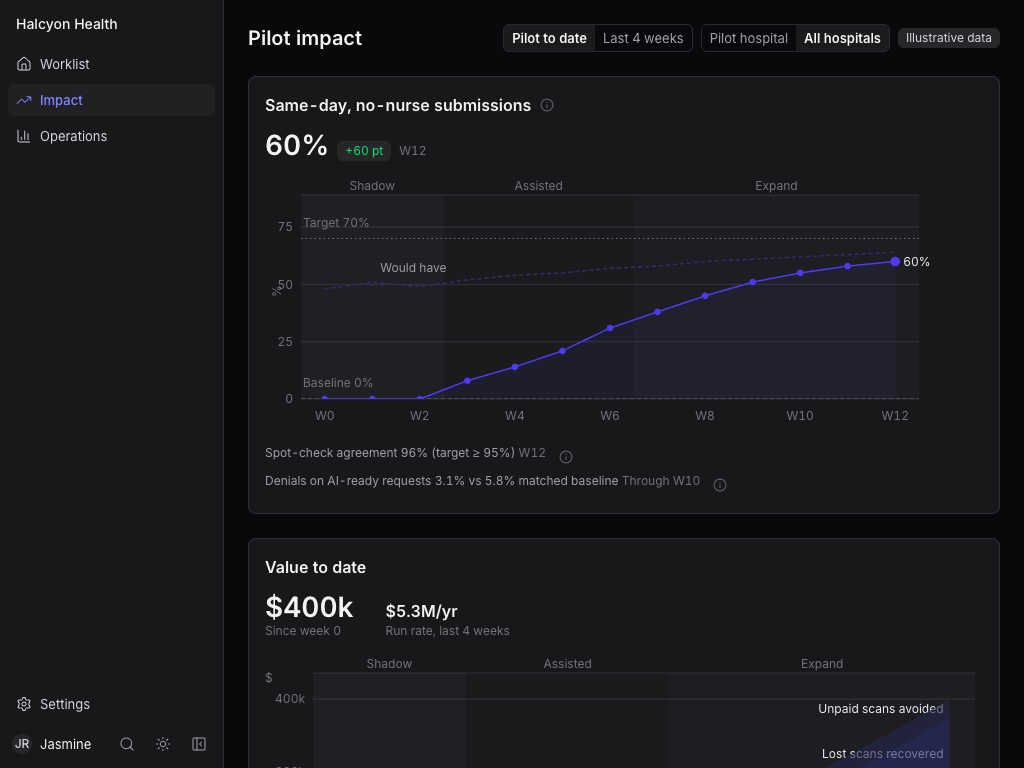 Halcyon Health
Worklist
Impact
Operations
Settings
JR Jasmine
Pilot impact
Pilot to date Last 4 weeks Pilot hospital All hospitals Illustrative data
Same-day, no-nurse submissions
60% +60 pt W12
Shadow Assisted Expand
75
Target 70%
Would have
60%
50
%
25
Baseline 0%
0
W0 W2 W4 W6 W8 W10 W12
Spot-check agreement 96% (target ≥ 95%) W12
Denials on AI-ready requests 3.1% vs 5.8% matched baseline Through W10
Value to date
$400k $5.3M/yr
Since week 0 Run rate, last 4 weeks
Shadow Assisted Expand
$
400k
Unpaid scans avoided
Lost scans recovered